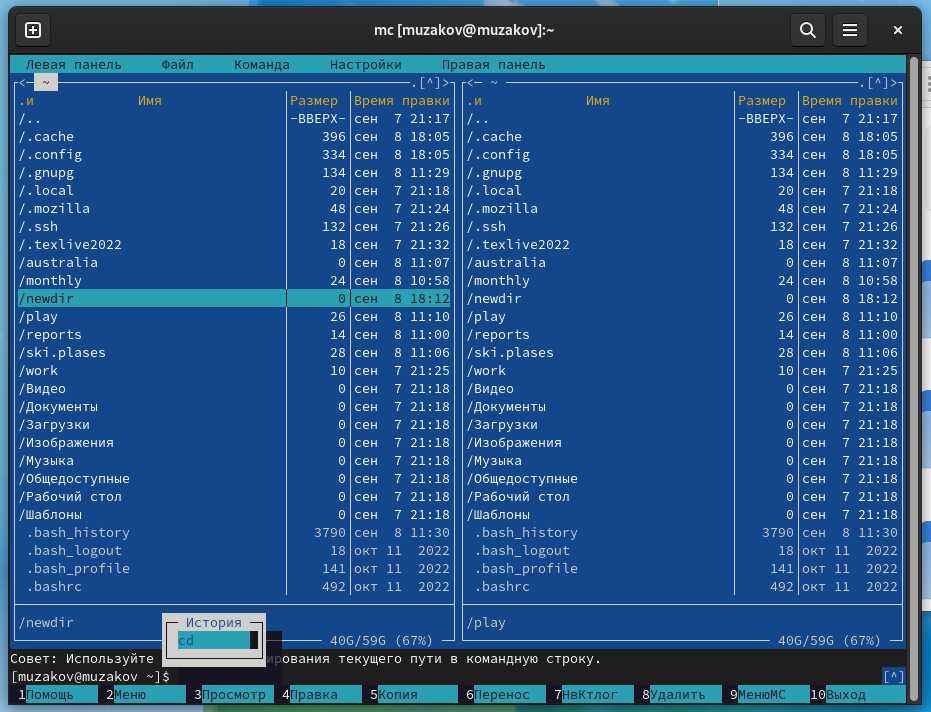 mc [muzakov@muzakov]:~
Левая панель Файл Команда Настройки Правая панель
<— ~ .[^]> <— ~ .[^]>
.и Имя Размер Время правки .и Имя Размер Время правки
/.. -ВВЕРХ- сен 7 21:17 /.. -ВВЕРХ- сен 7 21:17
/.cache 396 сен 8 18:05 /.cache 396 сен 8 18:05
/.config 334 сен 8 18:05 /.config 334 сен 8 18:05
/.gnupg 134 сен 8 11:29 /.gnupg 134 сен 8 11:29
/.local 20 сен 7 21:18 /.local 20 сен 7 21:18
/.mozilla 48 сен 7 21:24 /.mozilla 48 сен 7 21:24
/.ssh 132 сен 7 21:26 /.ssh 132 сен 7 21:26
/.texlive2022 18 сен 7 21:32 /.texlive2022 18 сен 7 21:32
/australia 0 сен 8 11:07 /australia 0 сен 8 11:07
/monthly 24 сен 8 10:58 /monthly 24 сен 8 10:58
/newdir 0 сен 8 18:12 /newdir 0 сен 8 18:12
/play 26 сен 8 11:10 /play 26 сен 8 11:10
/reports 14 сен 8 11:00 /reports 14 сен 8 11:00
/ski.plases 28 сен 8 11:06 /ski.plases 28 сен 8 11:06
/work 10 сен 7 21:25 /work 10 сен 7 21:25
/Видео 0 сен 7 21:18 /Видео 0 сен 7 21:18
/Документы 0 сен 7 21:18 /Документы 0 сен 7 21:18
/Загрузки 0 сен 7 21:18 /Загрузки 0 сен 7 21:18
/Изображения 0 сен 7 21:18 /Изображения 0 сен 7 21:18
/Музыка 0 сен 7 21:18 /Музыка 0 сен 7 21:18
/Общедоступные 0 сен 7 21:18 /Общедоступные 0 сен 7 21:18
/Рабочий стол 0 сен 7 21:18 /Рабочий стол 0 сен 7 21:18
/Шаблоны 0 сен 7 21:18 /Шаблоны 0 сен 7 21:18
.bash_history 3790 сен 8 11:30 .bash_history 3790 сен 8 11:30
.bash_logout 18 окт 11 2022 .bash_logout 18 окт 11 2022
.bash_profile 141 окт 11 2022 .bash_profile 141 окт 11 2022
.bashrc 492 окт 11 2022 .bashrc 492 окт 11 2022
/newdir /play
История
cd
40G/59G (67%) 40G/59G (67%)
Совет: Используйте ирования текущего пути в командную строку.
[muzakov@muzakov ~]$ [^]
1Помощь 2Меню 3Просмотр 4Правка 5Копия 6Перенос 7НвКтлог 8Удалить 9МенюМС 10Выход